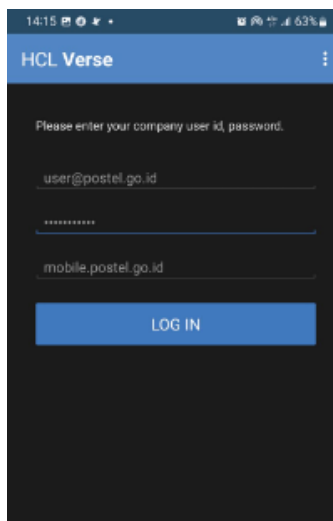 14:15 63%
HCL Verse
Please enter your company user id, password.
user@postel.go.id
...........
mobile.postel.go.id
LOG IN